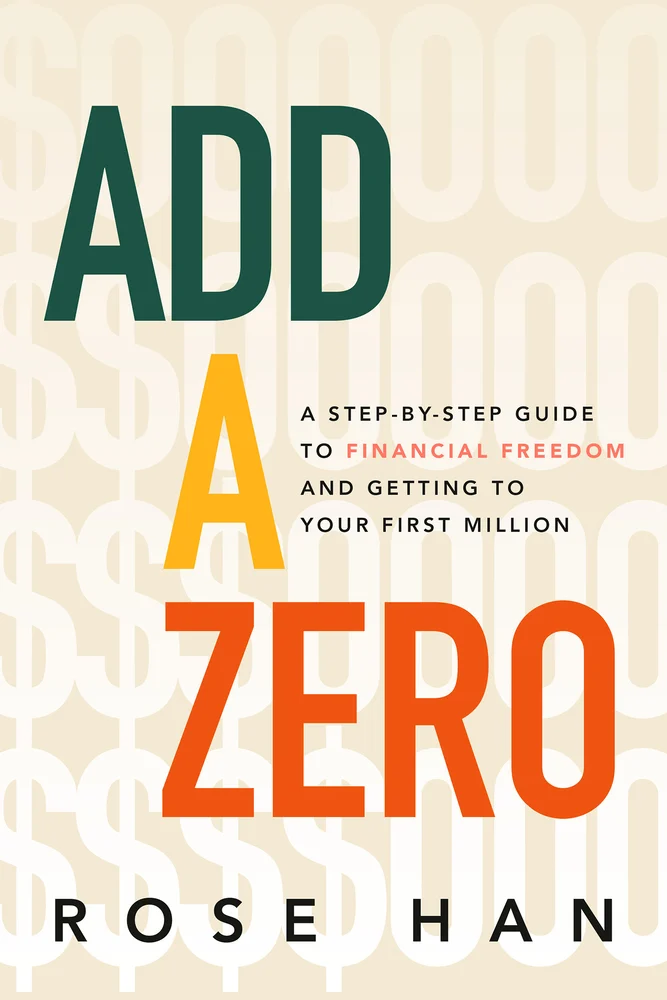 ADD
A
A STEP-BY-STEP GUIDE
TO FINANCIAL FREEDOM
AND GETTING TO
YOUR FIRST MILLION
ZERO
ROSE HAN